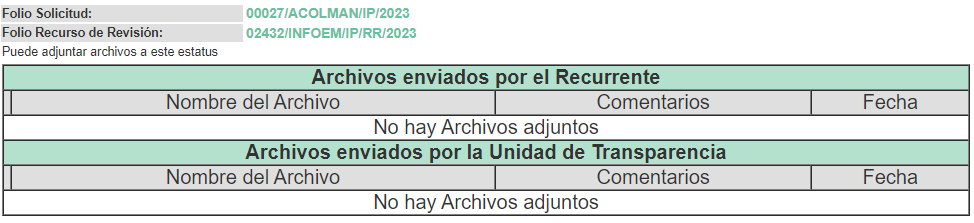 Folio Solicitud: 00027/ACOLMAN/IP/2023
Folio Recurso de Revisión: 02432/INFOEM/IP/RR/2023
Puede adjuntar archivos a este estatus
Archivos enviados por el Recurrente
Nombre del Archivo Comentarios Fecha
No hay Archivos adjuntos
Archivos enviados por la Unidad de Transparencia
Nombre del Archivo Comentarios Fecha
No hay Archivos adjuntos